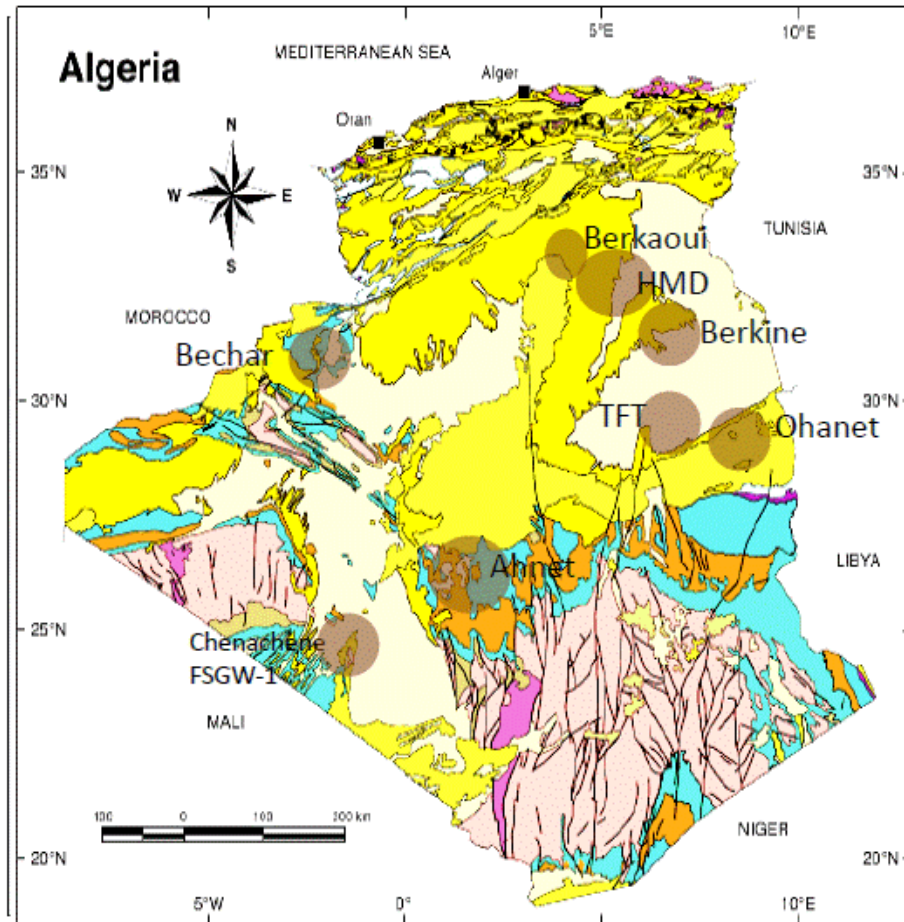 5°E
10°E
MEDITERRANEAN SEA
Algeria
Alger
Oran
N
W
E
S
35°N
35°N
TUNISIA
Berkaoui
HMD
MOROCCO
Berkine
Bechar
30°N
30°N
TFT
Ohanet
Ahnet
LIBYA
25°N
25°N
Chenachene
FSGW-1
MALI
100 0 100 200 km
NIGER
20°N
20°N
5°W
0°
10°E